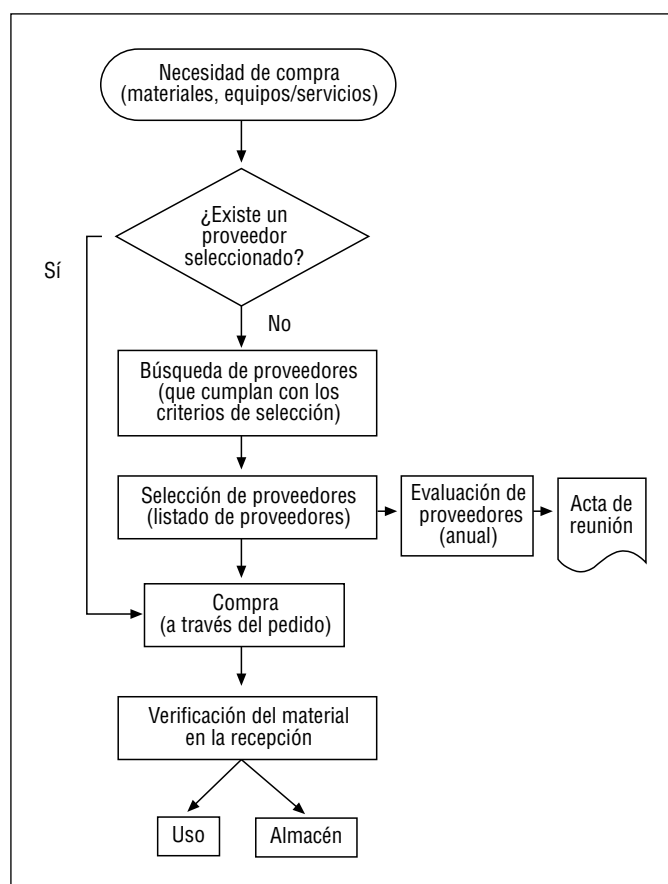 Necesidad de compra
(materiales, equipos/servicios)
¿Existe un
proveedor
seleccionado?
Sí
No
Búsqueda de proveedores
(que cumplan con los
criterios de selección)
Selección de proveedores
(listado de proveedores)
Evaluación de
proveedores
(anual)
Acta de
reunión
Compra
(a través del pedido)
Verificación del material
en la recepción
Uso
Almacén